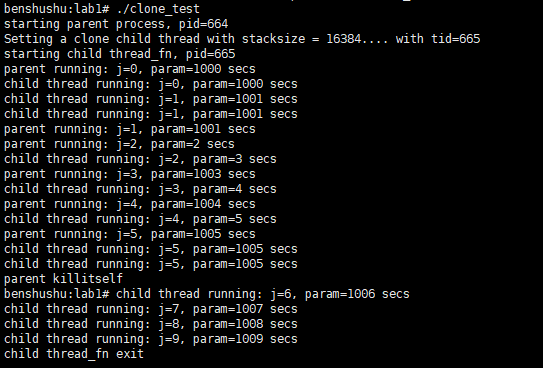 benshushu:lab1# ./clone_test
starting parent process, pid=664
Setting a clone child thread with stacksize = 16384.... with tid=665
starting child thread_fn, pid=665
parent running: j=0, param=1000 secs
child thread running: j=0, param=1000 secs
child thread running: j=1, param=1001 secs
child thread running: j=1, param=1001 secs
parent running: j=1, param=1001 secs
parent running: j=2, param=2 secs
child thread running: j=2, param=3 secs
parent running: j=3, param=1003 secs
child thread running: j=3, param=4 secs
parent running: j=4, param=1004 secs
child thread running: j=4, param=5 secs
parent running: j=5, param=1005 secs
child thread running: j=5, param=1005 secs
child thread running: j=5, param=1005 secs
parent killitself
benshushu:lab1# child thread running: j=6, param=1006 secs
child thread running: j=7, param=1007 secs
child thread running: j=8, param=1008 secs
child thread running: j=9, param=1009 secs
child thread_fn exit